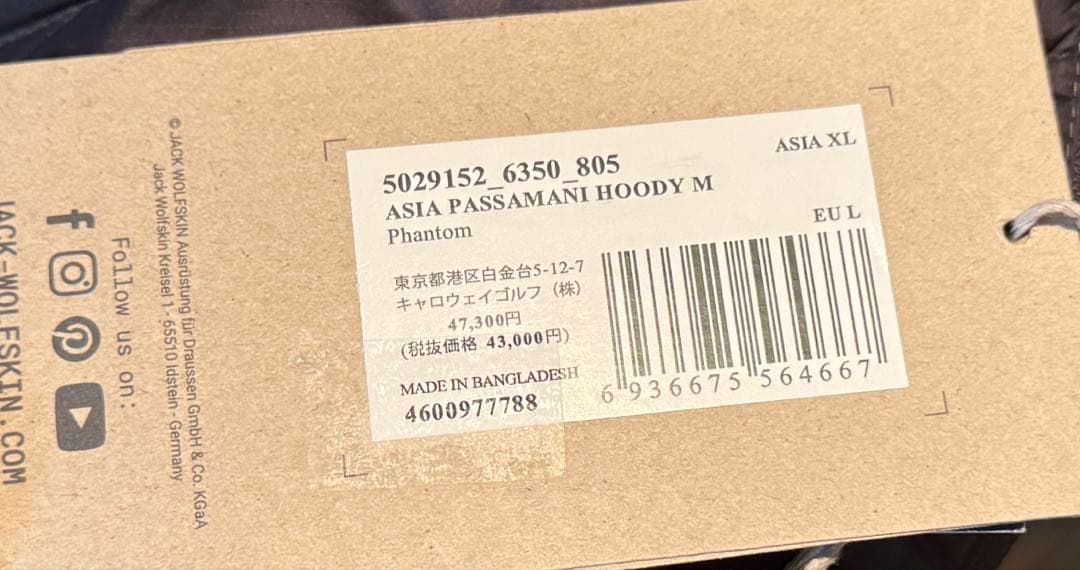 5029152_6350_805
ASIA XL
ASIA PASSAMANI HOODY M
Phantom
EU L
東京都港区白金台5-12-7
キャロウェイゴルフ（株）
47,300円
(税抜価格 43,000円)
MADE IN BANGLADESH
4600977788
6 936675 564667
© JACK WOLFSKIN Ausrüstung für Draussen GmbH & Co. KGaA
Jack Wolfskin Kreisel 1 - 65510 Idstein - Germany
Follow us on:
JACK-WOLFSKIN.COM